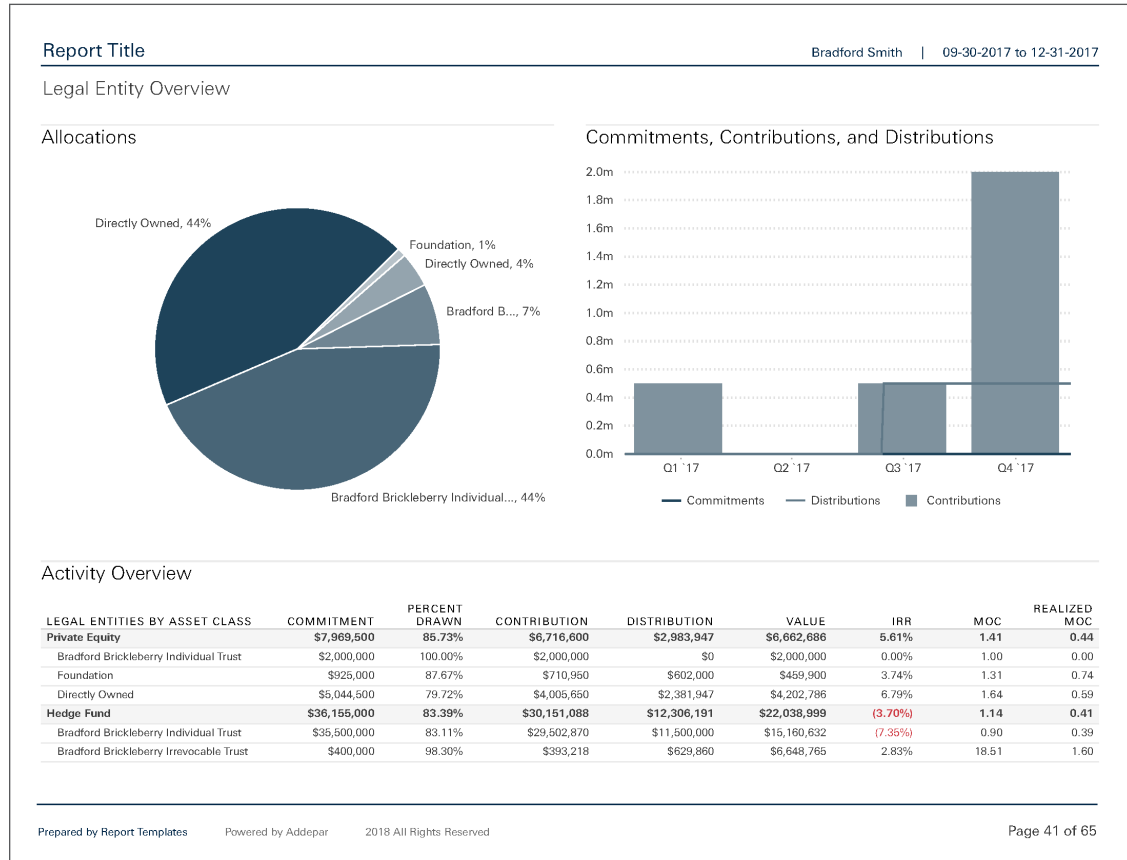 Report Title
Bradford Smith | 09-30-2017 to 12-31-2017
Legal Entity Overview
Allocations
Directly Owned, 44%
Foundation, 1%
Directly Owned, 4%
Bradford B..., 7%
Bradford Brickleberry Individual..., 44%
Commitments, Contributions, and Distributions
2.0m
1.8m
1.6m
1.4m
1.2m
1.0m
0.8m
0.6m
0.4m
0.2m
0.0m
Q1 `17 Q2 `17 Q3 `17 Q4 `17
Commitments Distributions Contributions
Activity Overview
LEGAL ENTITIES BY ASSET CLASS COMMITMENT PERCENT DRAWN CONTRIBUTION DISTRIBUTION VALUE IRR MOC REALIZED MOC
Private Equity $7,969,500 85.73% $6,716,600 $2,983,947 $6,662,686 5.61% 1.41 0.44
Bradford Brickleberry Individual Trust $2,000,000 100.00% $2,000,000 $0 $2,000,000 0.00% 1.00 0.00
Foundation $925,000 87.67% $710,950 $602,000 $459,900 3.74% 1.31 0.74
Directly Owned $5,044,500 79.72% $4,005,650 $2,381,947 $4,202,786 6.79% 1.64 0.59
Hedge Fund $36,155,000 83.39% $30,151,088 $12,306,191 $22,038,999 (3.70%) 1.14 0.41
Bradford Brickleberry Individual Trust $35,500,000 83.11% $29,502,870 $11,500,000 $15,160,632 (7.35%) 0.90 0.39
Bradford Brickleberry Irrevocable Trust $400,000 98.30% $393,218 $629,860 $6,648,765 2.83% 18.51 1.60
Prepared by Report Templates Powered by Addepar 2018 All Rights Reserved Page 41 of 65